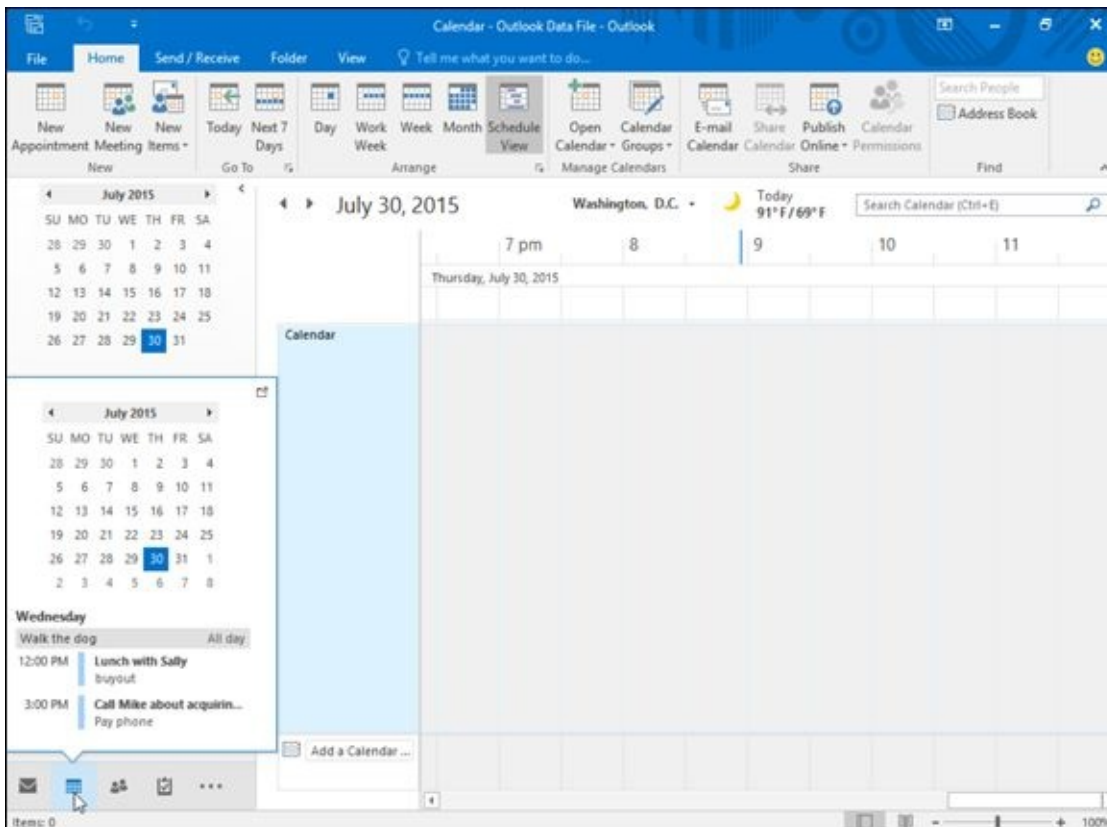 Calendar - Outlook Data File - Outlook
File Home Send / Receive Folder View Tell me what you want to do...
New Appointment
New Meeting
New Items
Today
Next 7 Days
Day
Work Week
Week
Month
Schedule View
Open Calendar
Calendar Groups
E-mail Calendar
Share Calendar
Publish Online
Calendar Permissions
Search People
Address Book
New Go To Arrange Manage Calendars Share Find
July 2015
SU MO TU WE TH FR SA
28 29 30 1 2 3 4
5 6 7 8 9 10 11
12 13 14 15 16 17 18
19 20 21 22 23 24 25
26 27 28 29 30 31
July 30, 2015
Washington, D.C.
Today
91°F/69°F
Search Calendar (Ctrl+E)
7 pm 8 9 10 11
Thursday, July 30, 2015
Calendar
July 2015
SU MO TU WE TH FR SA
28 29 30 1 2 3 4
5 6 7 8 9 10 11
12 13 14 15 16 17 18
19 20 21 22 23 24 25
26 27 28 29 30 31 1
2 3 4 5 6 7 8
Wednesday
Walk the dog All day
12:00 PM Lunch with Sally
buyout
3:00 PM Call Mike about acquirin...
Pay phone
Add a Calendar ...
Items: 0
100%